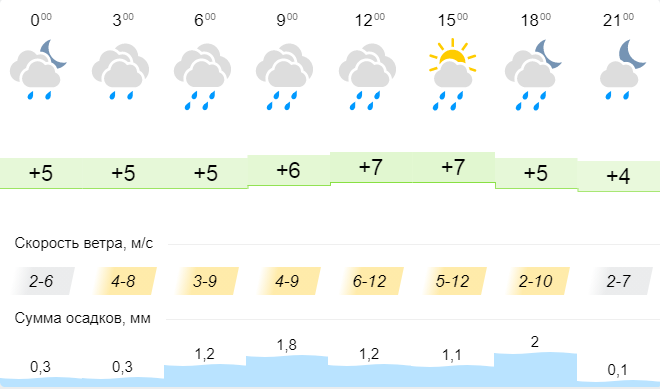 0⁰⁰ 3⁰⁰ 6⁰⁰ 9⁰⁰ 12⁰⁰ 15⁰⁰ 18⁰⁰ 21⁰⁰
+5 +5 +5 +6 +7 +7 +5 +4
Скорость ветра, м/с
2-6 4-8 3-9 4-9 6-12 5-12 2-10 2-7
Сумма осадков, мм
0,3 0,3 1,2 1,8 1,2 1,1 2 0,1